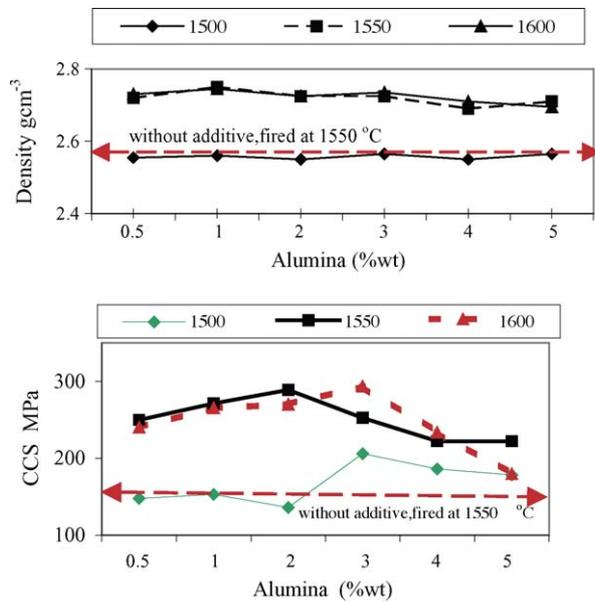 1500 1550 1600
2.8
2.6
2.4
Density gcm-3
without additive,fired at 1550 °C
0.5 1 2 3 4 5
Alumina (%wt)
1500 1550 1600
300
200
100
CCS MPa
without additive,fired at 1550 °C
0.5 1 2 3 4 5
Alumina (%wt)